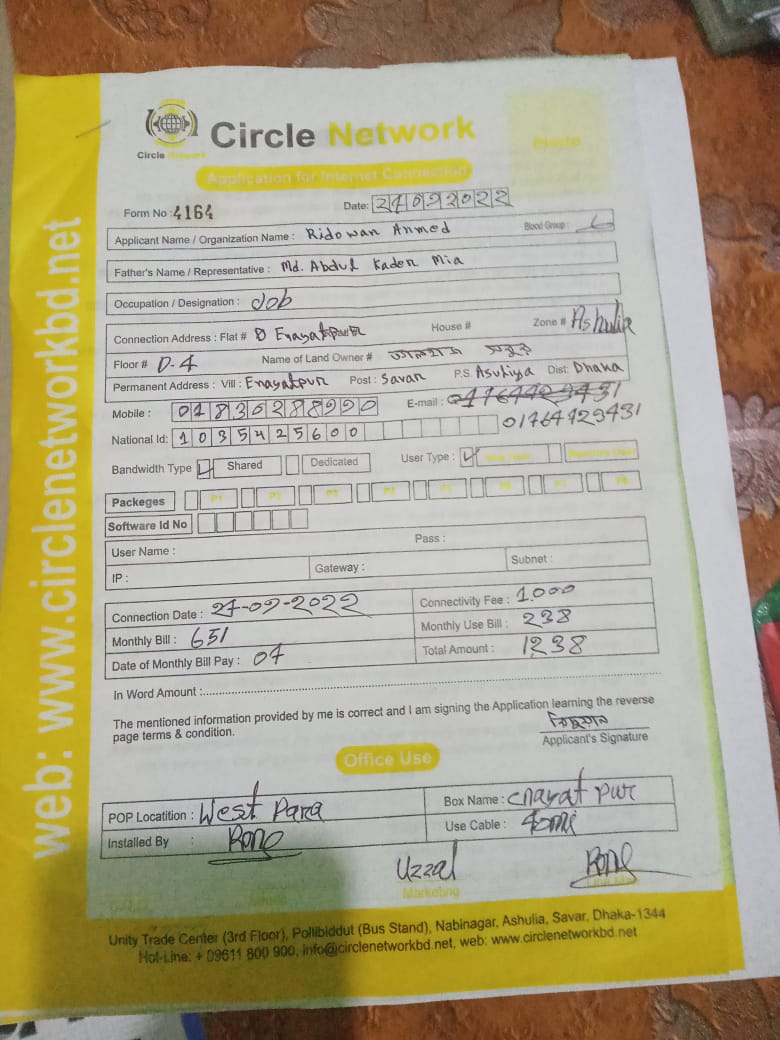 Circle Network
Circle Network
Photo
Application for Internet Connection
Form No : 4164
Date: 24092022
Applicant Name / Organization Name : Ridowan Ahmed Blood Group :
Father's Name / Representative : Md. Abdul Kader Mia
Occupation / Designation : Job
Connection Address : Flat # D Enayatpur House # Zone # Ashulia
Floor # D-4 Name of Land Owner #
Permanent Address : Vill : Enayatpur Post : Savar P.S. Asuliya Dist: Dhaka
Mobile : E-mail :
National Id: 1035425600 01764929431
Bandwidth Type Shared Dedicated User Type :
Packeges P1 P2 P3 P4 P5 P6 P7 P8
Software Id No
User Name : Pass :
IP : Gateway : Subnet :
Connection Date : 24-09-2022 Connectivity Fee : 1000
Monthly Bill : 651 Monthly Use Bill : 238
Date of Monthly Bill Pay : 07 Total Amount : 1238
In Word Amount :
The mentioned information provided by me is correct and I am signing the Application learning the reverse
page terms & condition.
রিদুয়ান
Applicant's Signature
Office Use
POP Locatition : West Para Box Name : enayat pur
Installed By : Rony Use Cable :
Uzzal Rony
Marketing
Unity Trade Center (3rd Floor), Pollibiddut (Bus Stand), Nabinagar, Ashulia, Savar, Dhaka-1344
Hot-Line: + 09611 800 900, info@circlenetworkbd.net, web: www.circlenetworkbd.net
web: www.circlenetworkbd.net